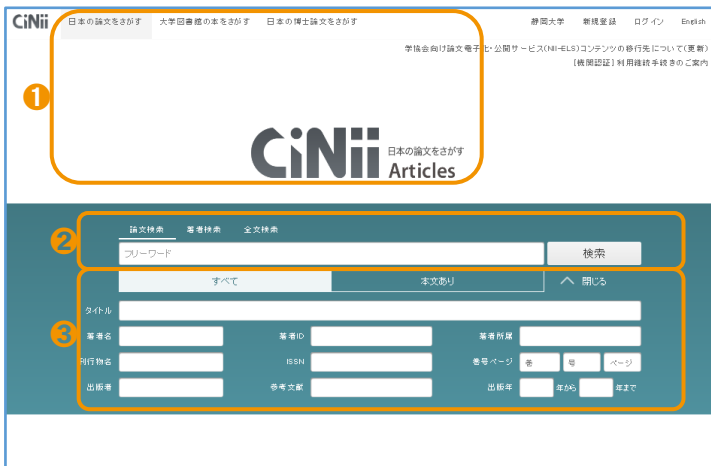 CiNii 日本の論文をさがす 大学図書館の本をさがす 日本の博士論文をさがす 静岡大学 新規登録 ログイン English
学協会向け論文電子化・公開サービス(NII-ELS)コンテンツの移行先について(更新)
[機関認証]利用継続手続きのご案内
1
CiNii 日本の論文をさがす
Articles
2
論文検索 著者検索 全文検索
フリーワード 検索
すべて 本文あり 閉じる
3
タイトル
著者名 著者ID 著者所属
刊行物名 ISSN 巻号ページ 巻 号 ページ
出版者 参考文献 出版年 年から 年まで